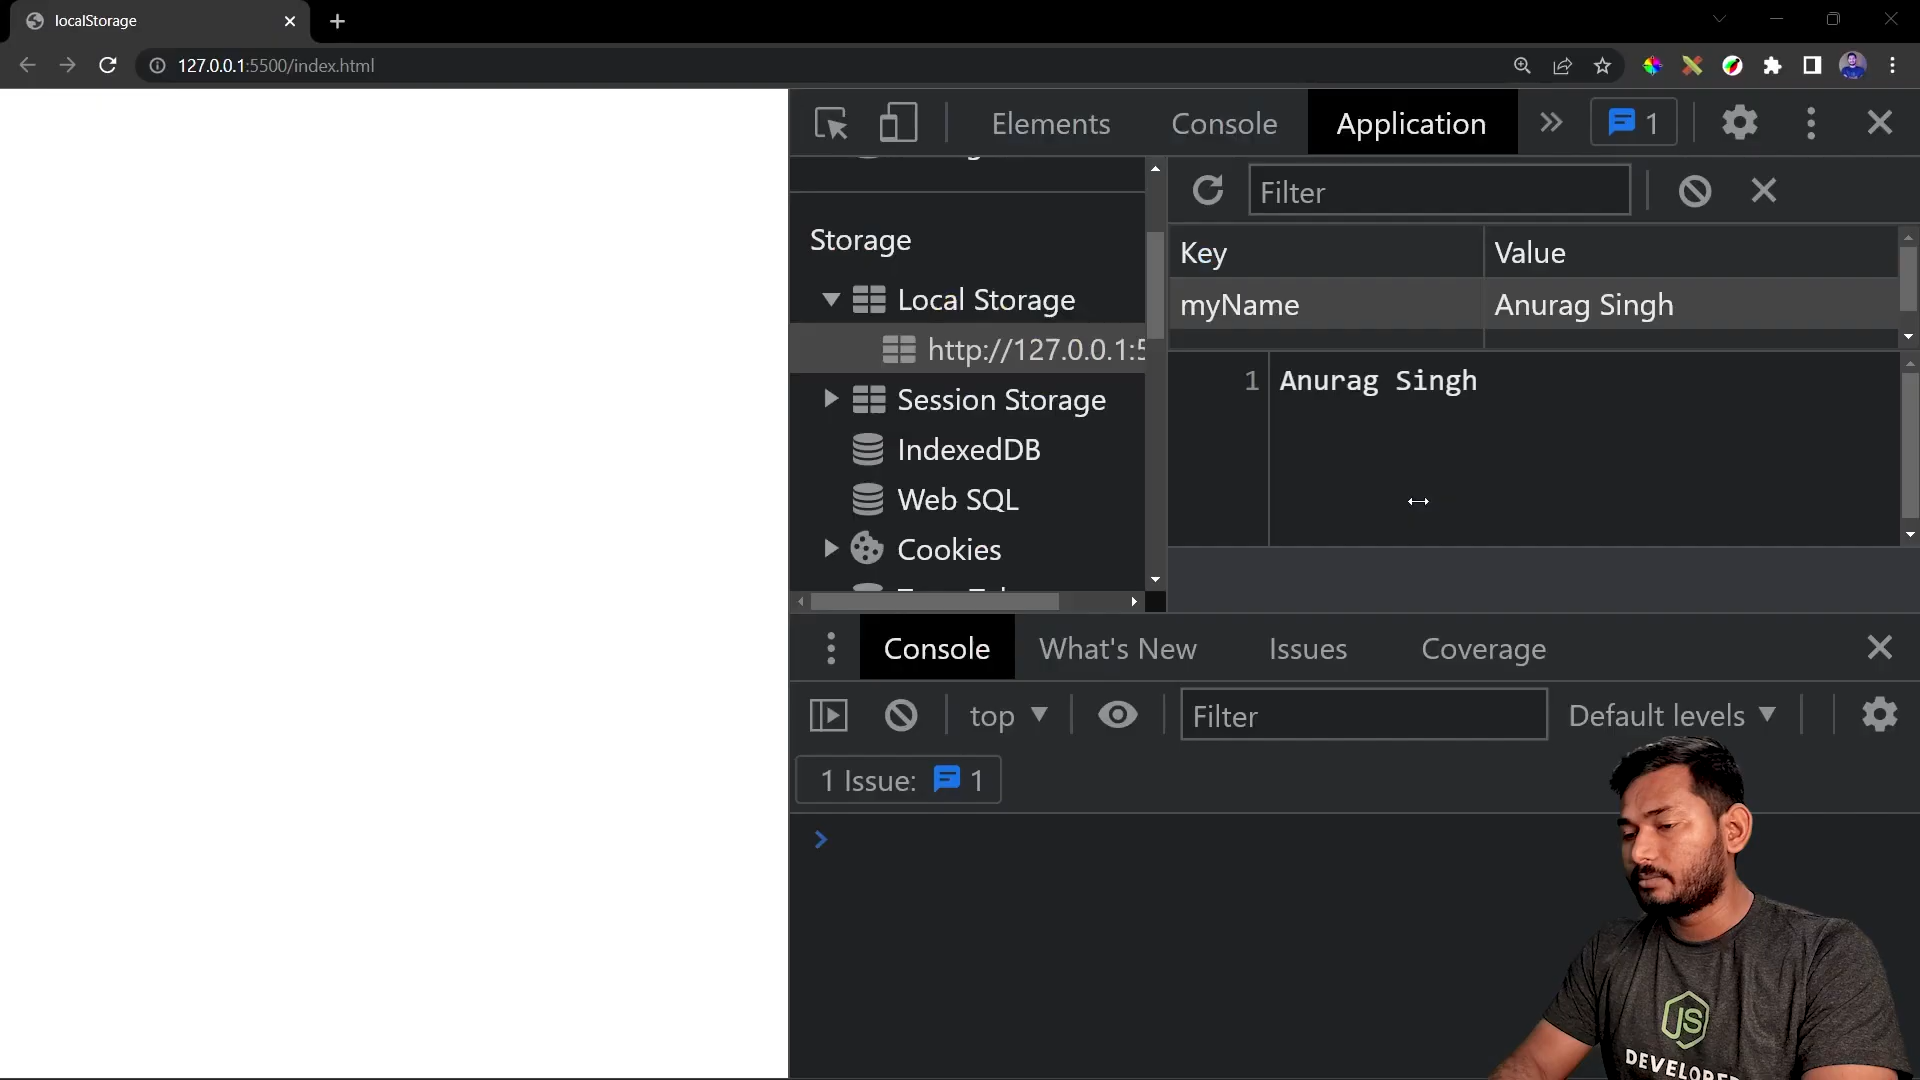 localStorage
127.0.0.1:5500/index.html
Elements
Console
Application
1
Filter
Storage
Key
Value
Local Storage
myName
Anurag Singh
http://127.0.0.1:5
1
Anurag Singh
Session Storage
IndexedDB
Web SQL
Cookies
Console
What's New
Issues
Coverage
top
Filter
Default levels
1 Issue:
1
JS
DEVELOPE